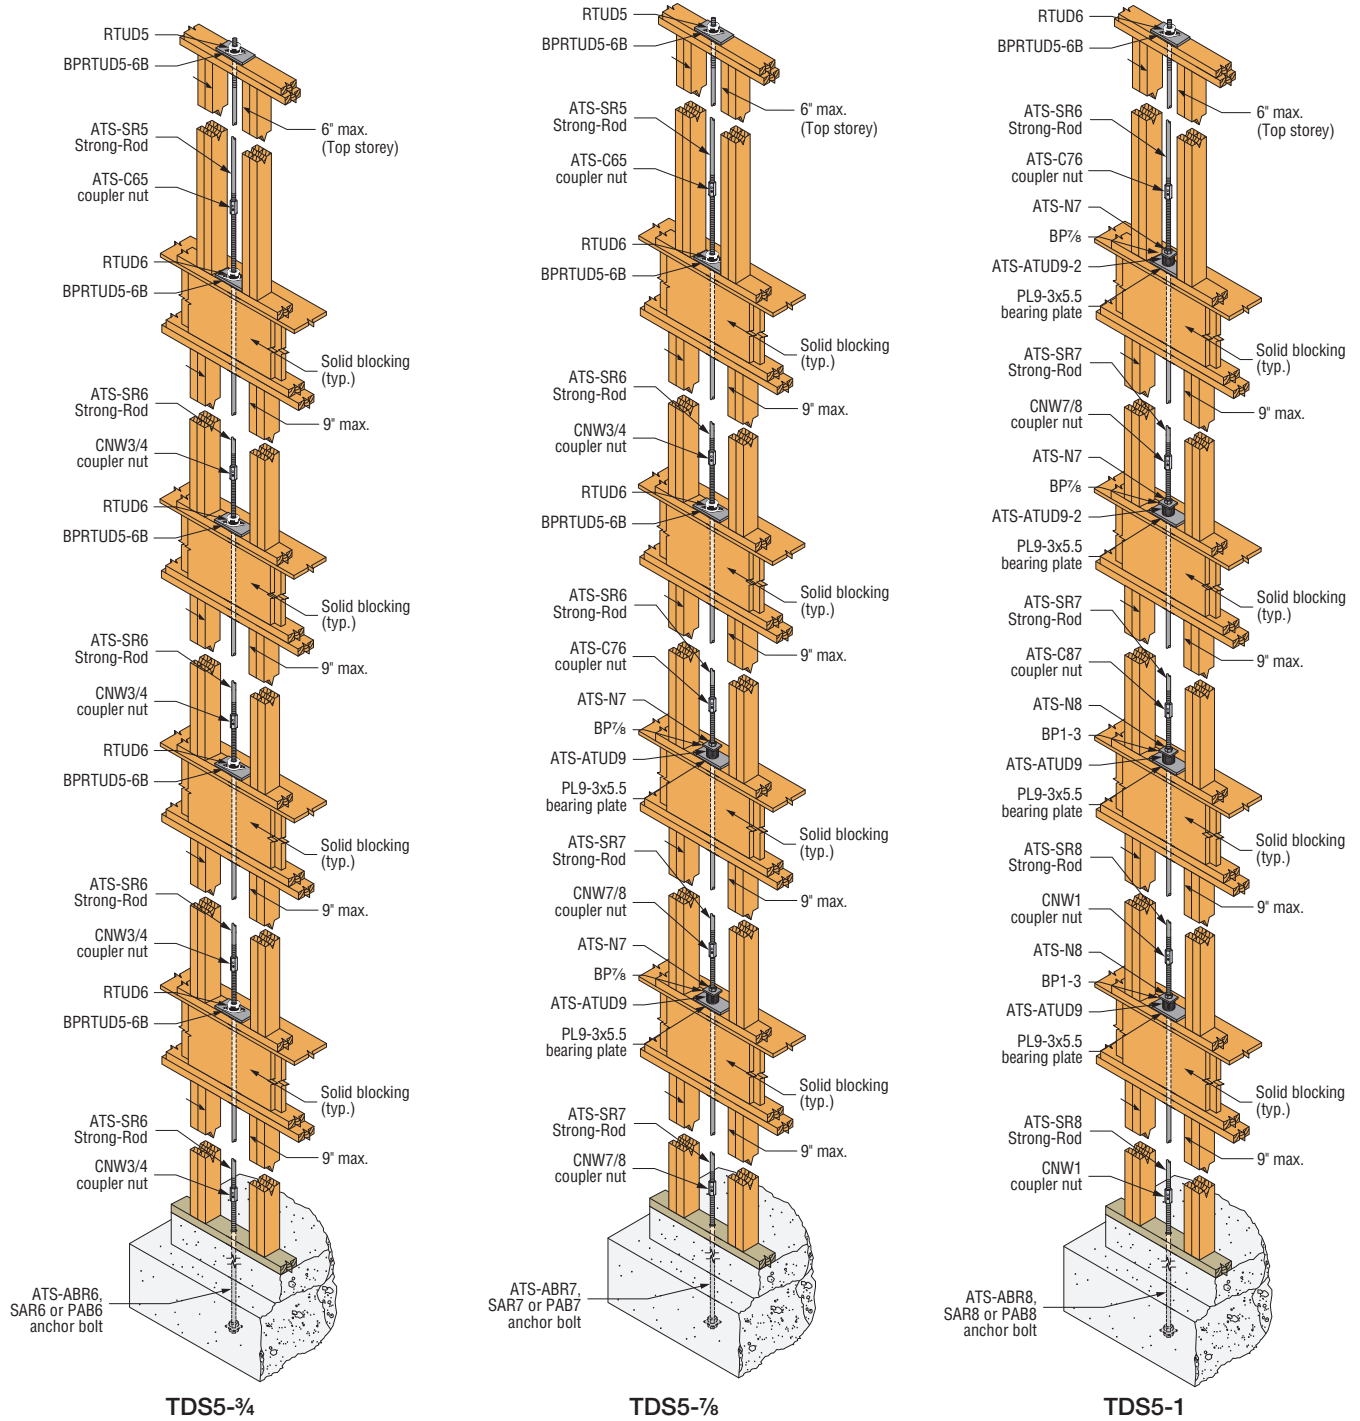 RTUD5
BPRTUD5-6B
6" max.
(Top storey)
ATS-SR5
Strong-Rod
ATS-C65
coupler nut
RTUD6
BPRTUD5-6B
Solid blocking
(typ.)
ATS-SR6
Strong-Rod
9" max.
CNW3/4
coupler nut
RTUD6
BPRTUD5-6B
Solid blocking
(typ.)
ATS-SR6
Strong-Rod
9" max.
CNW3/4
coupler nut
RTUD6
BPRTUD5-6B
Solid blocking
(typ.)
ATS-SR6
Strong-Rod
9" max.
CNW3/4
coupler nut
RTUD6
BPRTUD5-6B
Solid blocking
(typ.)
ATS-SR6
Strong-Rod
9" max.
CNW3/4
coupler nut
ATS-ABR6,
SAR6 or PAB6
anchor bolt
TDS5-¾
RTUD5
BPRTUD5-6B
6" max.
(Top storey)
ATS-SR5
Strong-Rod
ATS-C65
coupler nut
RTUD6
BPRTUD5-6B
Solid blocking
(typ.)
ATS-SR6
Strong-Rod
9" max.
CNW3/4
coupler nut
RTUD6
BPRTUD5-6B
Solid blocking
(typ.)
ATS-SR6
Strong-Rod
9" max.
ATS-C76
coupler nut
ATS-N7
BP⅞
ATS-ATUD9
PL9-3x5.5
bearing plate
Solid blocking
(typ.)
ATS-SR7
Strong-Rod
9" max.
CNW7/8
coupler nut
ATS-N7
BP⅞
ATS-ATUD9
PL9-3x5.5
bearing plate
Solid blocking
(typ.)
ATS-SR7
Strong-Rod
9" max.
CNW7/8
coupler nut
ATS-ABR7,
SAR7 or PAB7
anchor bolt
TDS5-⅞
RTUD6
BPRTUD5-6B
6" max.
(Top storey)
ATS-SR6
Strong-Rod
ATS-C76
coupler nut
ATS-N7
BP⅞
ATS-ATUD9-2
PL9-3x5.5
bearing plate
Solid blocking
(typ.)
ATS-SR7
Strong-Rod
9" max.
CNW7/8
coupler nut
ATS-N7
BP⅞
ATS-ATUD9-2
PL9-3x5.5
bearing plate
Solid blocking
(typ.)
ATS-SR7
Strong-Rod
9" max.
ATS-C87
coupler nut
ATS-N8
BP1-3
ATS-ATUD9
PL9-3x5.5
bearing plate
Solid blocking
(typ.)
ATS-SR8
Strong-Rod
9" max.
CNW1
coupler nut
ATS-N8
BP1-3
ATS-ATUD9
PL9-3x5.5
bearing plate
Solid blocking
(typ.)
ATS-SR8
Strong-Rod
9" max.
CNW1
coupler nut
ATS-ABR8,
SAR8 or PAB8
anchor bolt
TDS5-1